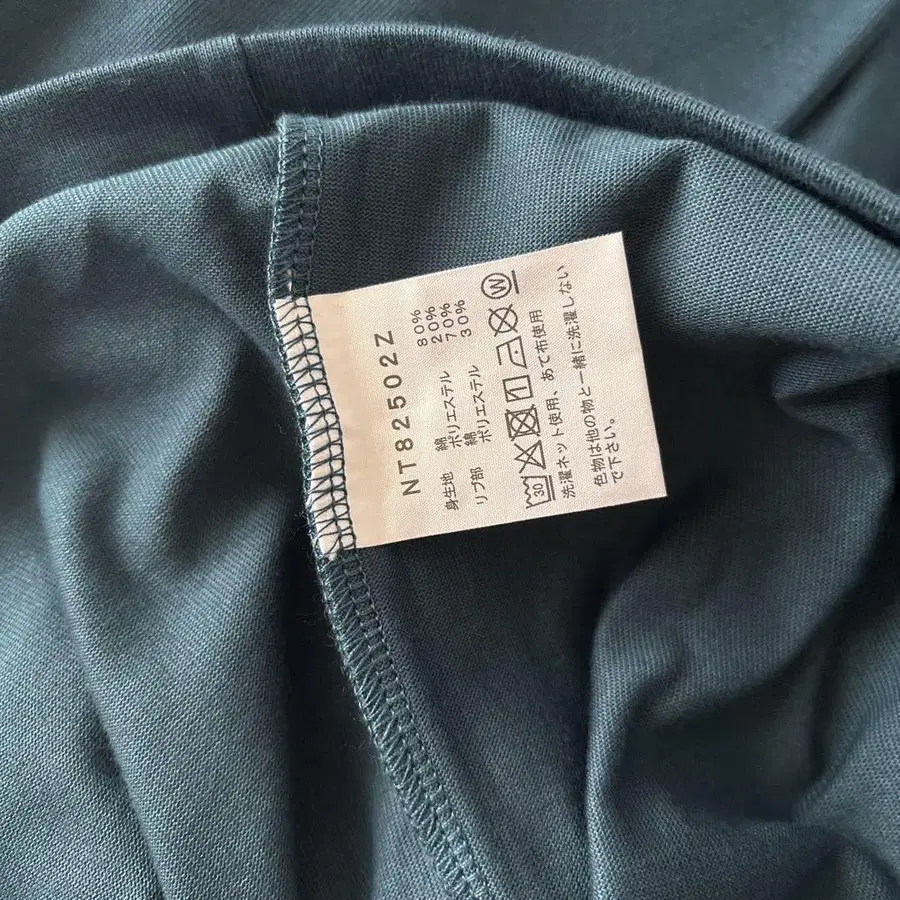 NT82502Z
身生地 綿 80%
ポリエステル 20%
リブ部 綿 70%
ポリエステル 30%
30 W
洗濯ネット使用、あて布使用
色物は他の物と一緒に洗濯しない
で下さい。